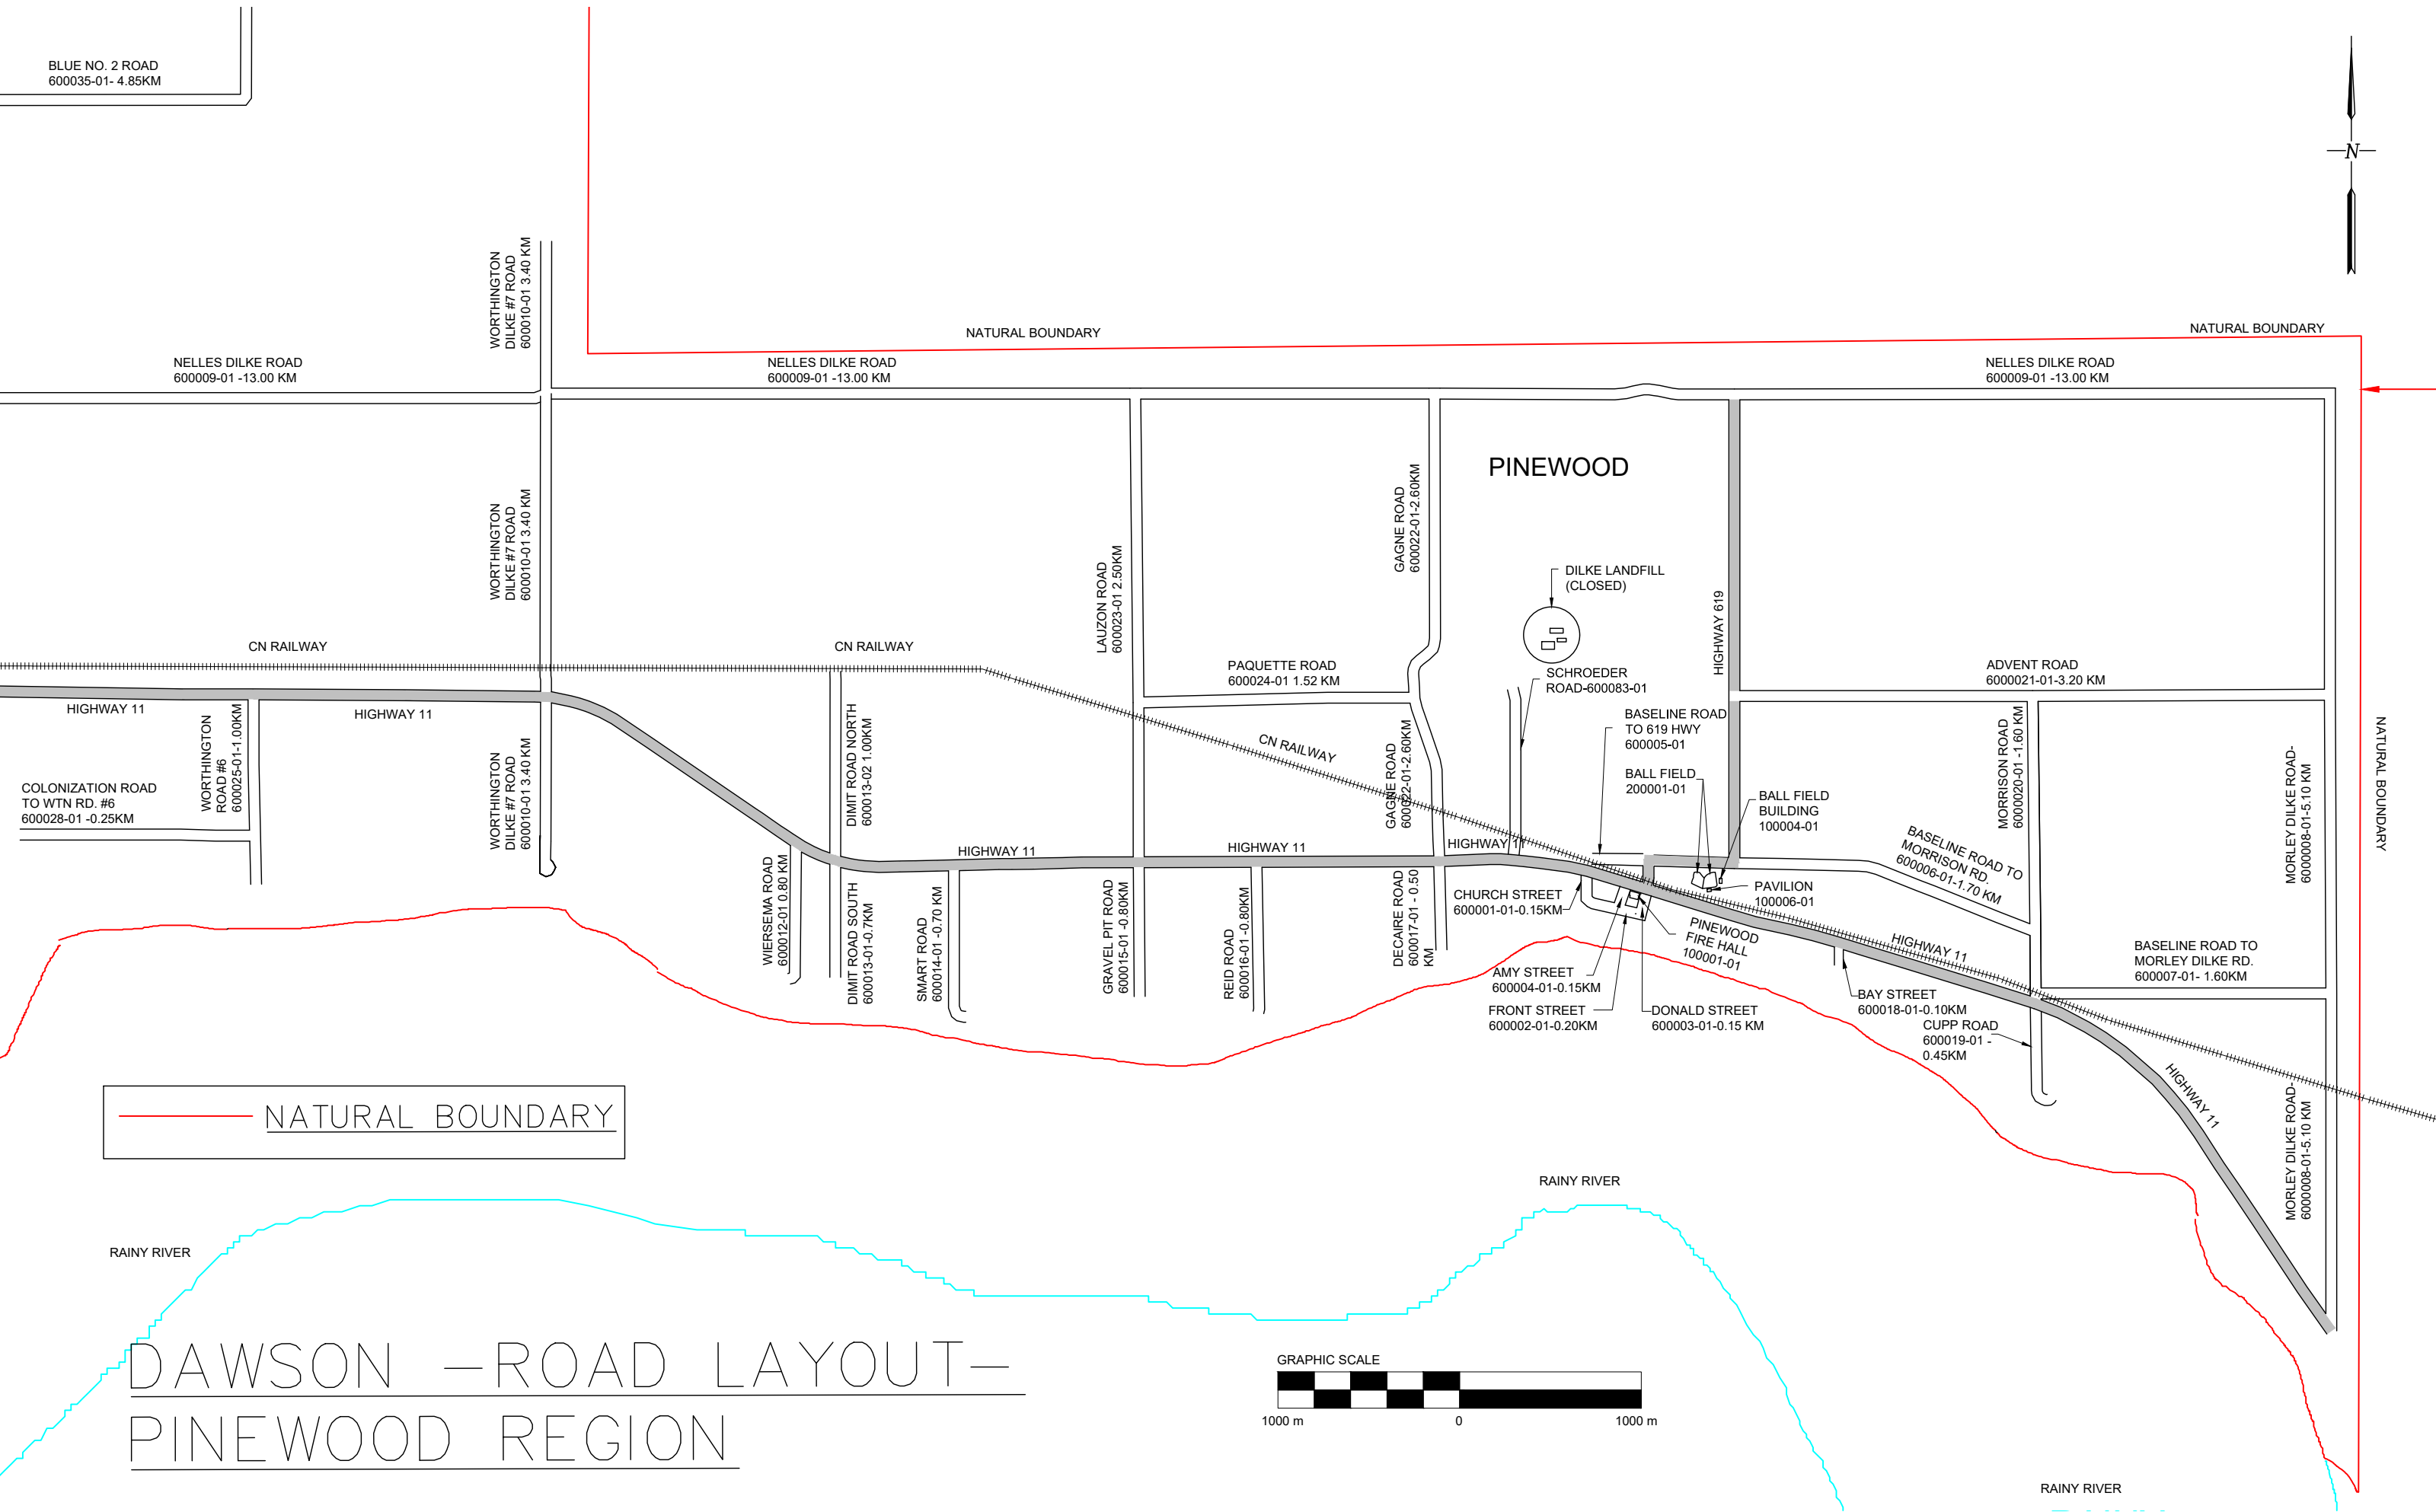 BLUE NO. 2 ROAD
600035-01- 4.85KM
N
WORTHINGTON
DILKE #7 ROAD
600010-01 3.40 KM
NATURAL BOUNDARY
NATURAL BOUNDARY
NELLES DILKE ROAD
600009-01 -13.00 KM
NELLES DILKE ROAD
600009-01 -13.00 KM
NELLES DILKE ROAD
600009-01 -13.00 KM
PINEWOOD
WORTHINGTON
DILKE #7 ROAD
600010-01 3.40 KM
LAUZON ROAD
600023-01 2.50KM
GAGNE ROAD
600022-01-2.60KM
DILKE LANDFILL
(CLOSED)
HIGHWAY 619
CN RAILWAY
CN RAILWAY
PAQUETTE ROAD
600024-01 1.52 KM
SCHROEDER
ROAD-600083-01
ADVENT ROAD
6000021-01-3.20 KM
HIGHWAY 11
HIGHWAY 11
WORTHINGTON
ROAD #6
600025-01-1.00KM
COLONIZATION ROAD
TO WTN RD. #6
600028-01 -0.25KM
WORTHINGTON
DILKE #7 ROAD
600010-01 3.40 KM
DIMIT ROAD NORTH
600013-02 1.00KM
CN RAILWAY
GAGNE ROAD
600022-01-2.60KM
BASELINE ROAD
TO 619 HWY
600005-01
BALL FIELD
200001-01
BALL FIELD
BUILDING
100004-01
MORRISON ROAD
6000020-01 -1.60 KM
MORLEY DILKE ROAD-
6000008-01-5.10 KM
NATURAL BOUNDARY
HIGHWAY 11
HIGHWAY 11
HIGHWAY 11
BASELINE ROAD TO
MORRISON RD.
600006-01-1.70 KM
WIERSEMA ROAD
600012-01 0.80 KM
DIMIT ROAD SOUTH
600013-01-0.7KM
SMART ROAD
600014-01 -0.70 KM
GRAVEL PIT ROAD
600015-01 -0.80KM
REID ROAD
600016-01 -0.80KM
DECAIRE ROAD
600017-01 - 0.50
KM
CHURCH STREET
600001-01-0.15KM
PAVILION
100006-01
PINEWOOD
FIRE HALL
100001-01
HIGHWAY 11
BASELINE ROAD TO
MORLEY DILKE RD.
600007-01- 1.60KM
AMY STREET
600004-01-0.15KM
FRONT STREET
600002-01-0.20KM
DONALD STREET
600003-01-0.15 KM
BAY STREET
600018-01-0.10KM
CUPP ROAD
600019-01 -
0.45KM
HIGHWAY 11
MORLEY DILKE ROAD-
6000008-01-5.10 KM
NATURAL BOUNDARY
RAINY RIVER
RAINY RIVER
DAWSON -ROAD LAYOUT-
PINEWOOD REGION
GRAPHIC SCALE
1000 m 0 1000 m
RAINY RIVER